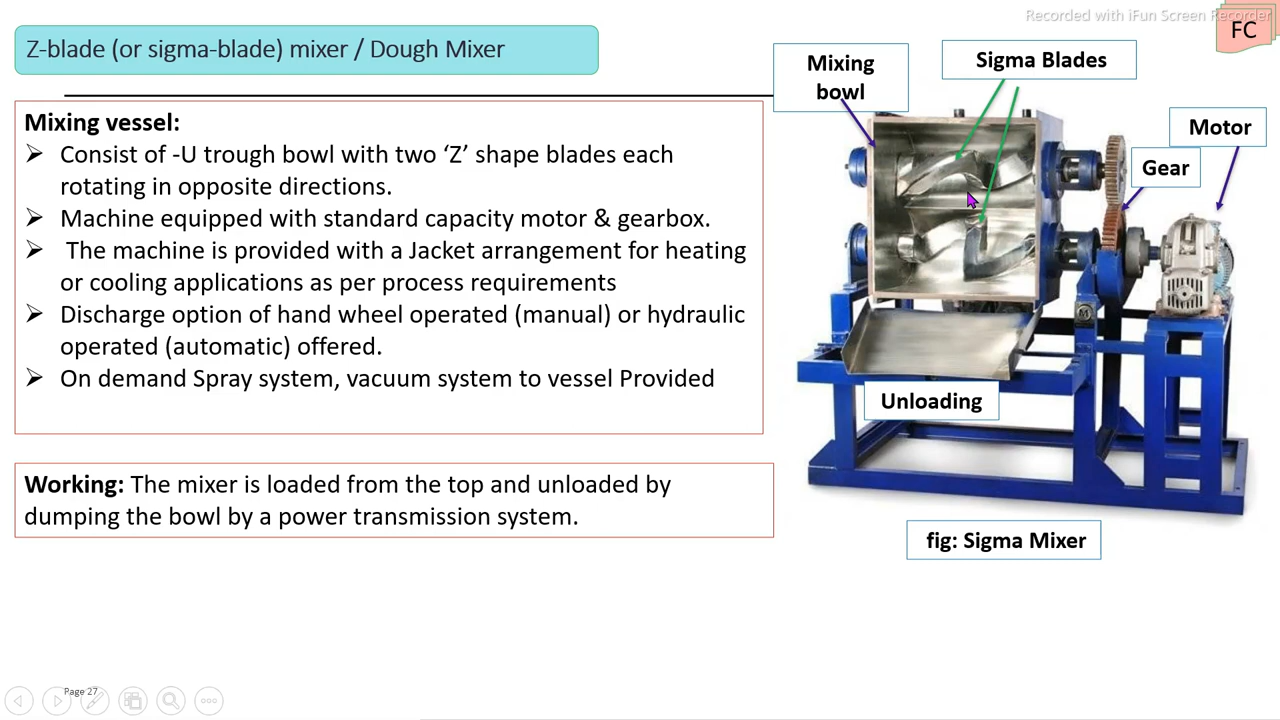 Recorded with iFun Screen Recorder
FC
Z-blade (or sigma-blade) mixer / Dough Mixer
Mixing vessel:
➢ Consist of -U trough bowl with two ‘Z’ shape blades each
rotating in opposite directions.
➢ Machine equipped with standard capacity motor & gearbox.
➢ The machine is provided with a Jacket arrangement for heating
or cooling applications as per process requirements
➢ Discharge option of hand wheel operated (manual) or hydraulic
operated (automatic) offered.
➢ On demand Spray system, vacuum system to vessel Provided
Working: The mixer is loaded from the top and unloaded by
dumping the bowl by a power transmission system.
Mixing
bowl
Sigma Blades
Motor
Gear
Unloading
fig: Sigma Mixer
Page 27